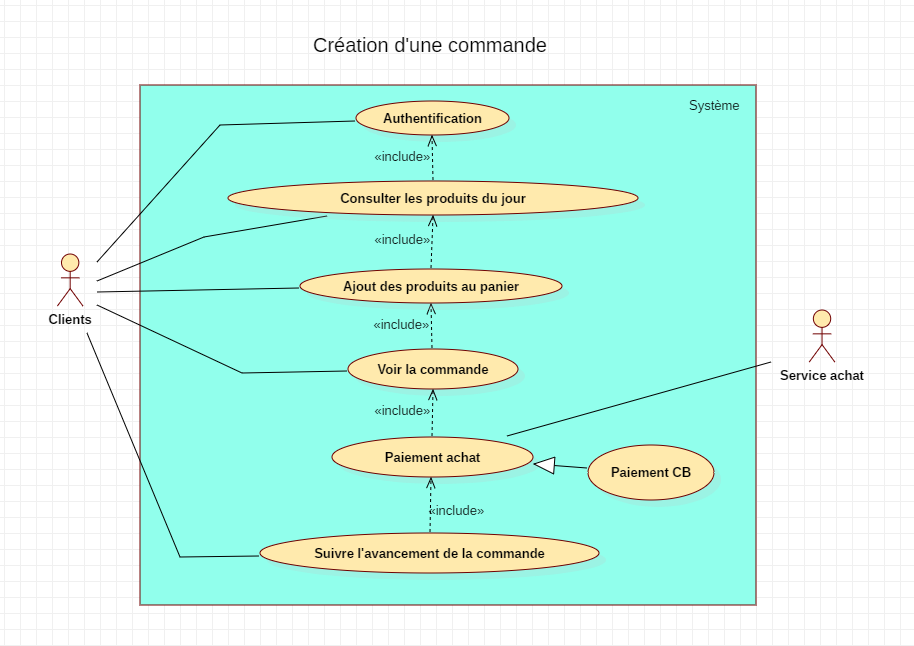 Création d'une commande
Système
Authentification
«include»
Consulter les produits du jour
«include»
Ajout des produits au panier
Clients
«include»
Voir la commande
Service achat
«include»
Paiement achat
Paiement CB
«include»
Suivre l'avancement de la commande